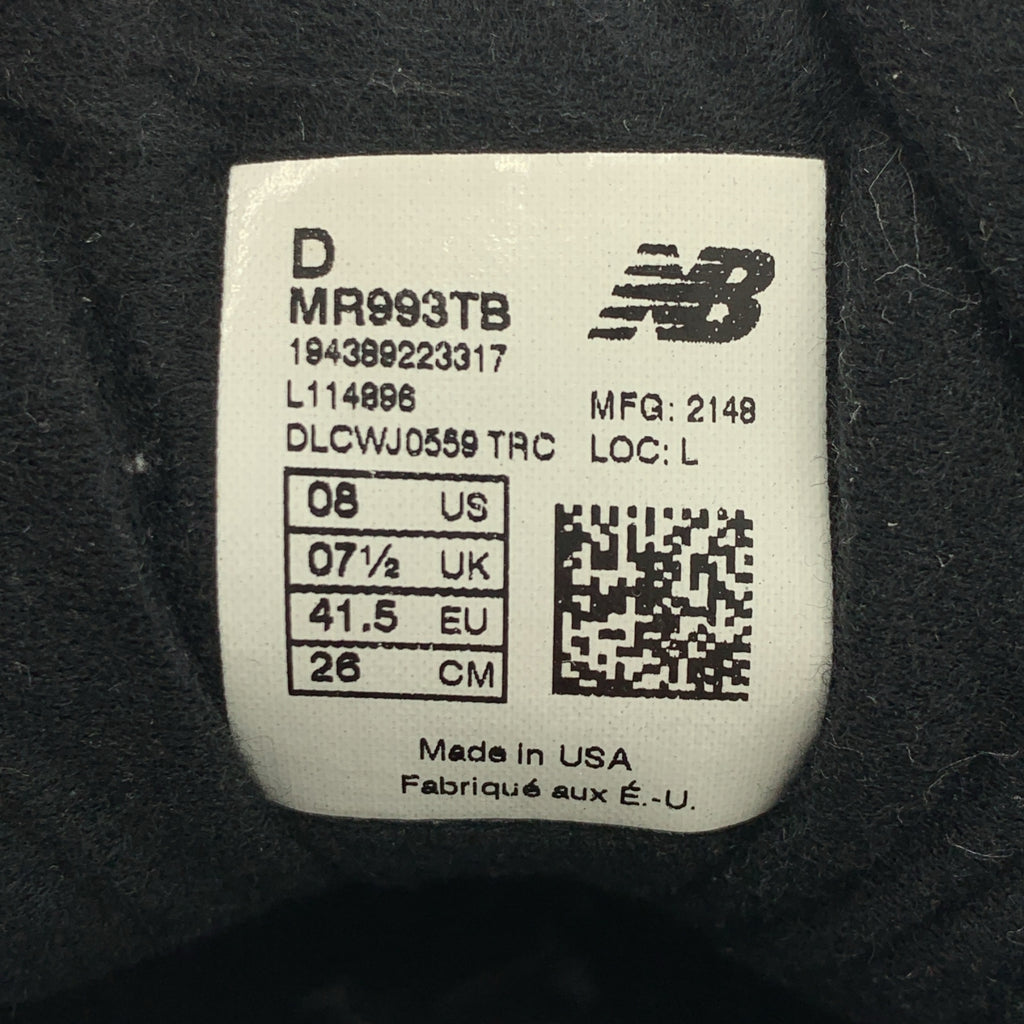 D
MR993TB
194389223317
L114896
DLCWJ0559 TRC
NB
MFG: 2148
LOC: L
08 US
07½ UK
41.5 EU
26 CM
Made in USA
Fabriqué aux É.-U.